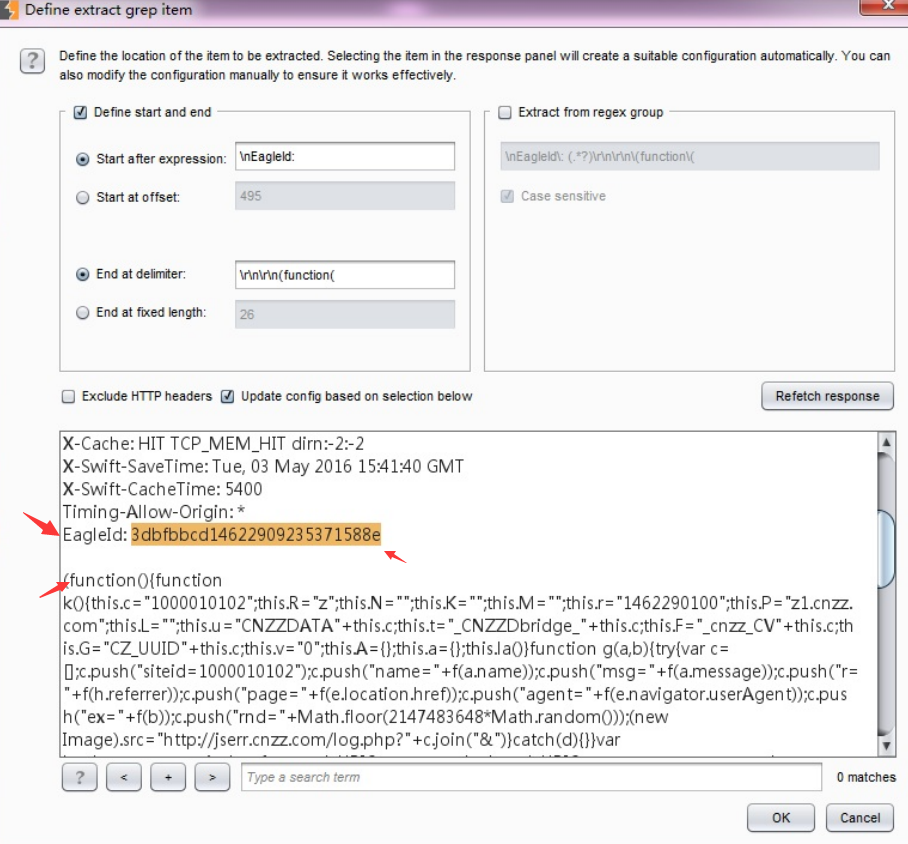 Define extract grep item
Define the location of the item to be extracted. Selecting the item in the response panel will create a suitable configuration automatically. You can
also modify the configuration manually to ensure it works effectively.
Define start and end
Start after expression:
\nEagleId:
Start at offset:
495
End at delimiter:
\r\n\r\n(function(
End at fixed length:
26
Extract from regex group
\nEagleId\: (.*?)\r\n\r\n\(function\(
Case sensitive
Exclude HTTP headers
Update config based on selection below
Refetch response
X-Cache: HIT TCP_MEM_HIT dirn:-2:-2
X-Swift-SaveTime: Tue, 03 May 2016 15:41:40 GMT
X-Swift-CacheTime: 5400
Timing-Allow-Origin: *
EagleId: 3dbfbbcd14622909235371588e
(function(){function
k(){this.c="1000010102";this.R="z";this.N="";this.K="";this.M="";this.r="1462290100";this.P="z1.cnzz.
com";this.L="";this.u="CNZZDATA"+this.c;this.t="_CNZZDbridge_"+this.c;this.F="_cnzz_CV"+this.c;th
is.G="CZ_UUID"+this.c;this.v="0";this.A={};this.a={};this.la()}function g(a,b){try{var c=
[];c.push("siteid=1000010102");c.push("name="+f(a.name));c.push("msg="+f(a.message));c.push("r=
"+f(h.referrer));c.push("page="+f(e.location.href));c.push("agent="+f(e.navigator.userAgent));c.pus
h("ex="+f(b));c.push("rnd="+Math.floor(2147483648*Math.random()));(new
Image).src="http://jserr.cnzz.com/log.php?"+c.join("&")}catch(d){}}var
?
<
+
>
Type a search term
0 matches
OK
Cancel